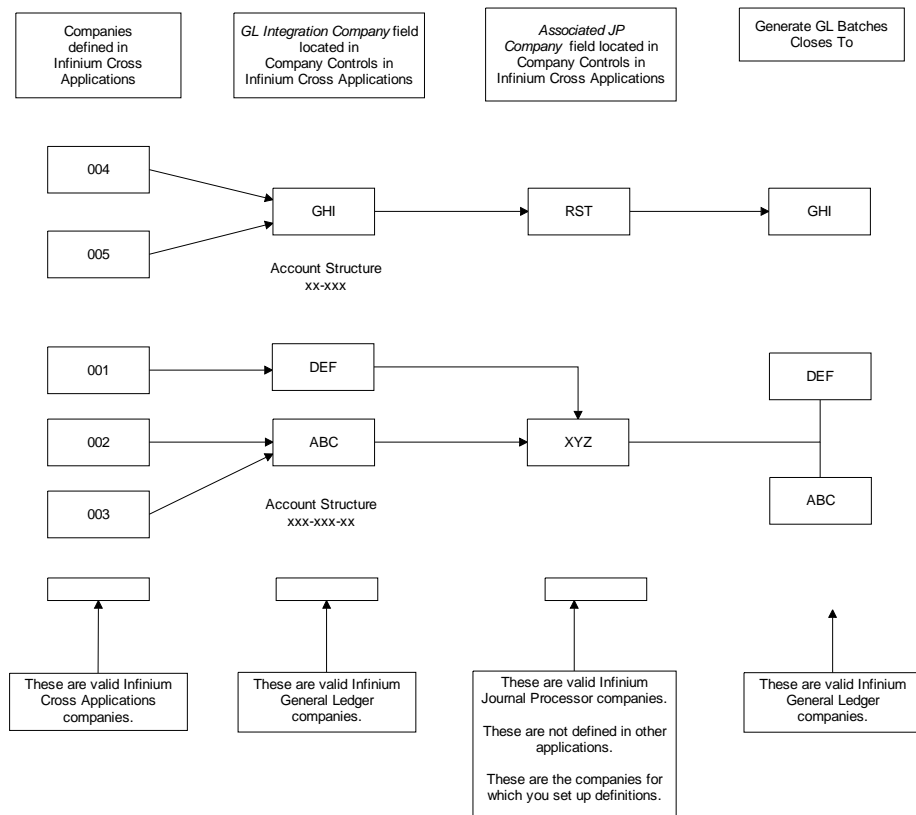 Companies
defined in
Infinium Cross
Applications
GL Integration Company field
located in
Company Controls in
Infinium Cross Applications
Associated JP
Company field located in
Company Controls in
Infinium Cross Applications
Generate GL Batches
Closes To
004
005
GHI
RST
GHI
Account Structure
xx-xxx
001
DEF
DEF
002
ABC
XYZ
003
Account Structure
xxx-xxx-xx
ABC
These are valid Infinium
Cross Applications
companies.
These are valid Infinium
General Ledger
companies.
These are valid Infinium
Journal Processor companies.
These are not defined in other
applications.
These are the companies for
which you set up definitions.
These are valid Infinium
General Ledger
companies.